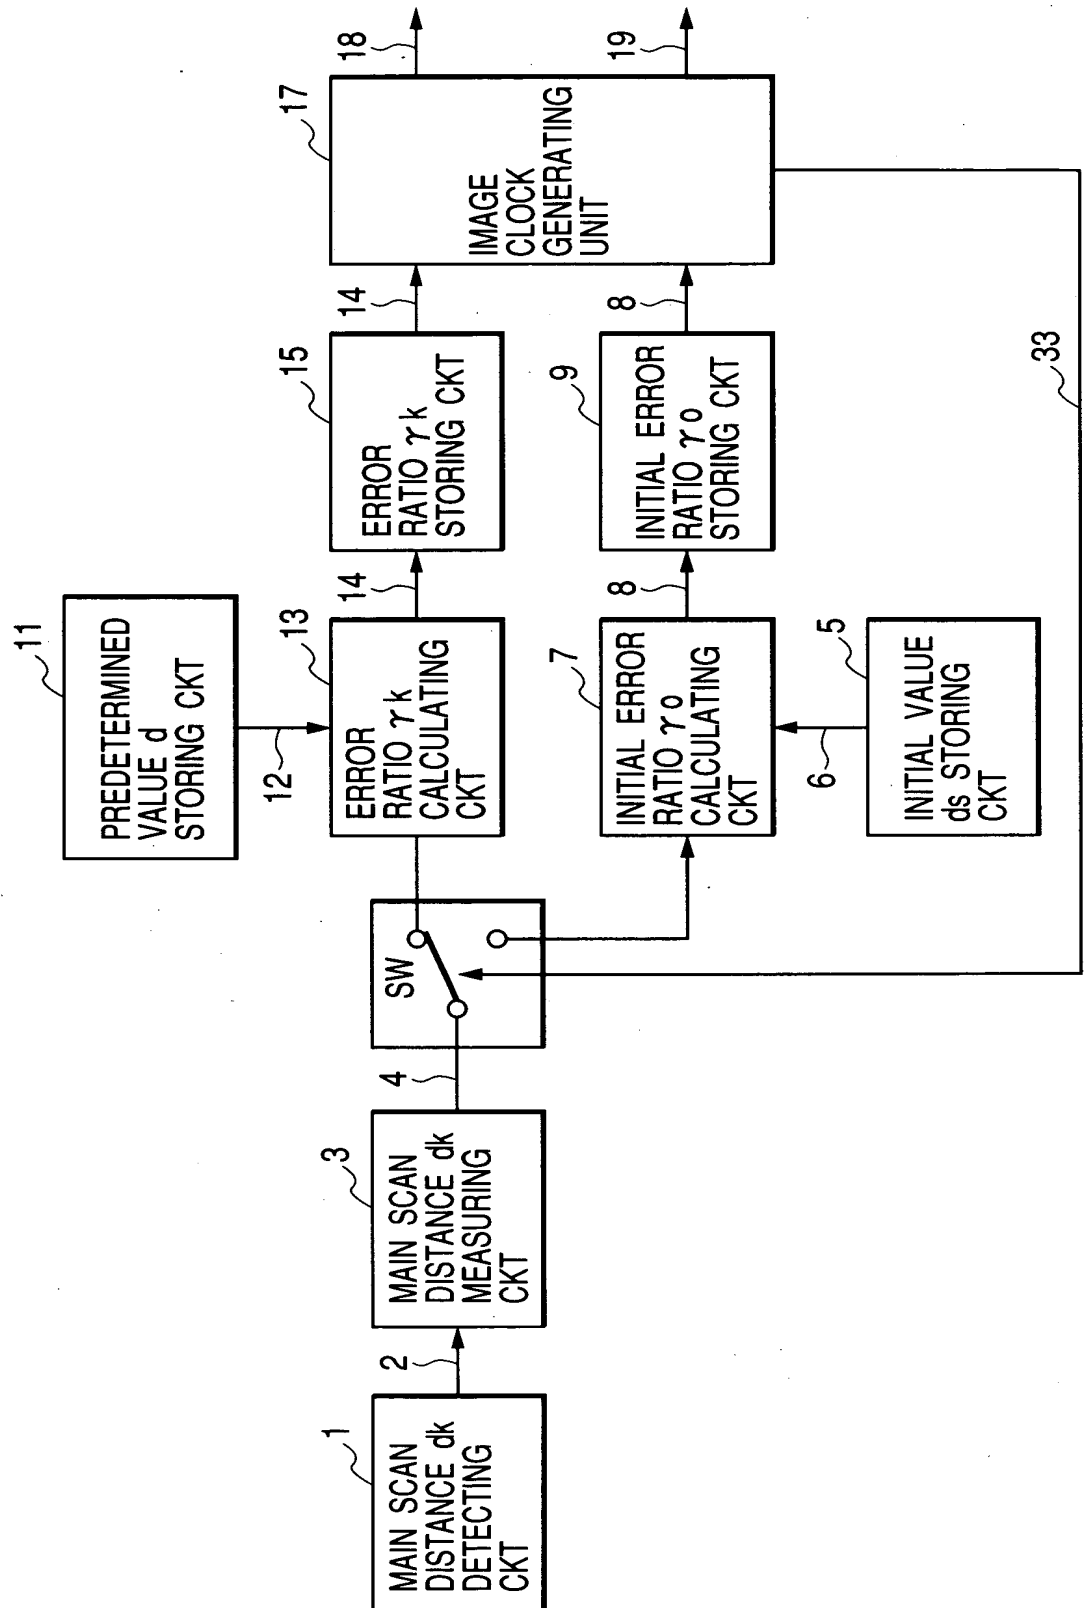 1
MAIN SCAN
DISTANCE dk
DETECTING
CKT
2
3
MAIN SCAN
DISTANCE dk
MEASURING
CKT
4
SW
11
PREDETERMINED
VALUE d
STORING CKT
12
13
ERROR
RATIO γk
CALCULATING
CKT
14
15
ERROR
RATIO γk
STORING CKT
14
7
INITIAL ERROR
RATIO γ0
CALCULATING
CKT
8
9
INITIAL ERROR
RATIO γ0
STORING CKT
8
5
INITIAL VALUE
ds STORING
CKT
6
17
IMAGE
CLOCK
GENERATING
UNIT
18
19
33